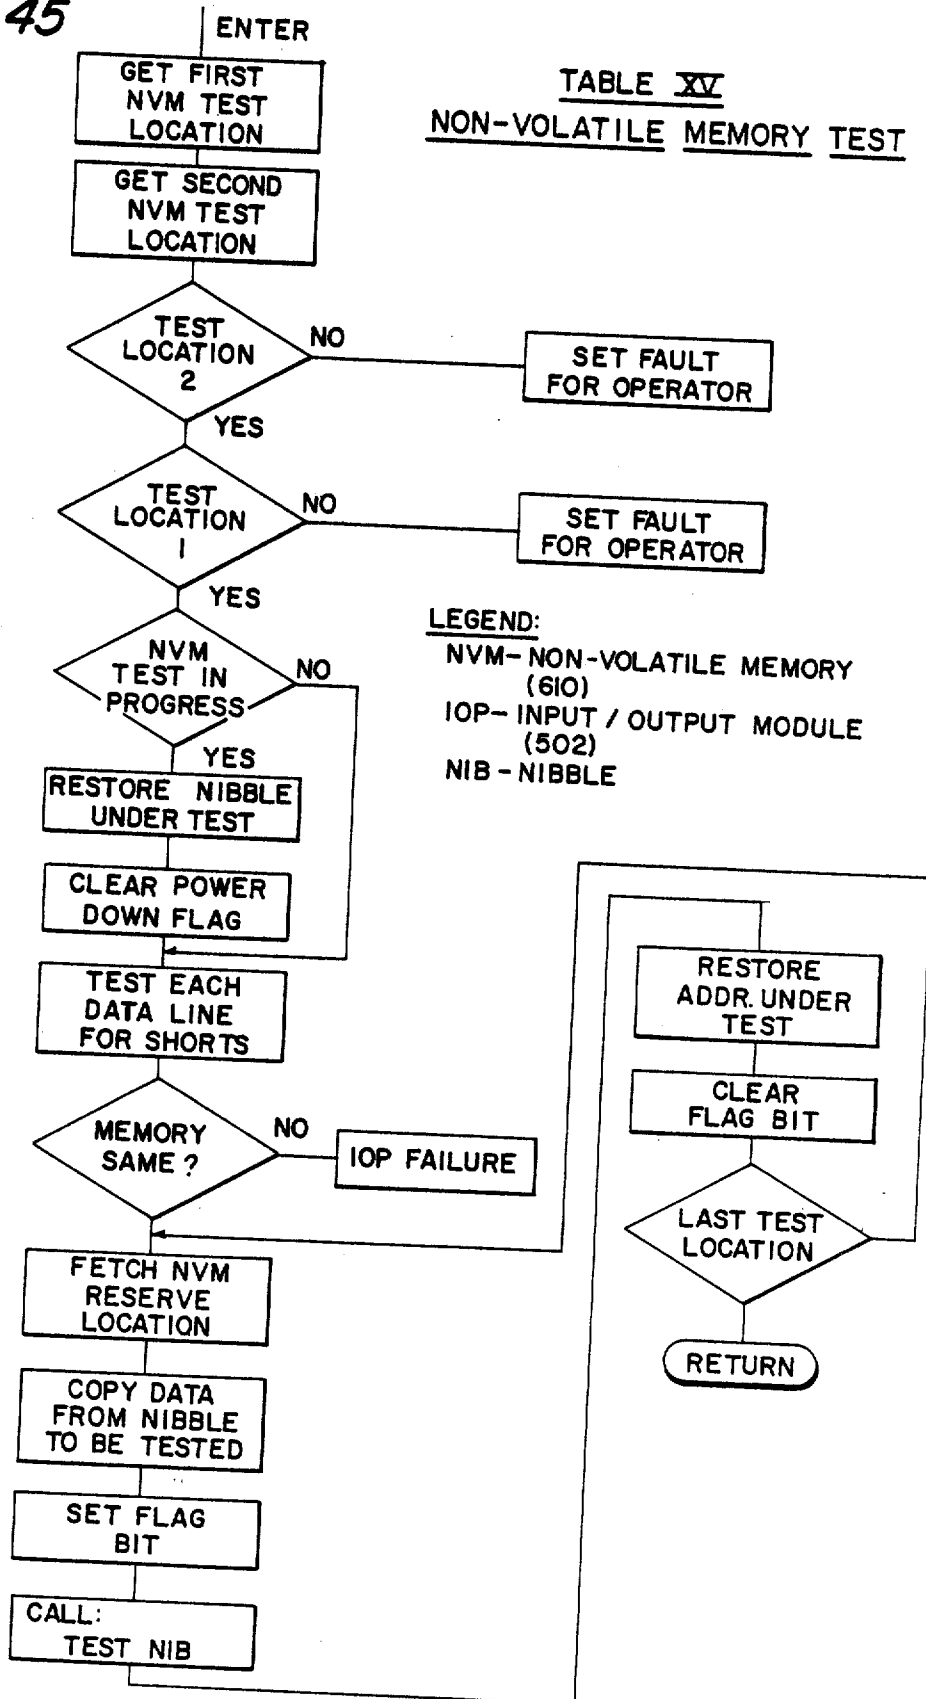 45
ENTER
TABLE XV
NON-VOLATILE MEMORY TEST
GET FIRST
NVM TEST
LOCATION
GET SECOND
NVM TEST
LOCATION
TEST
LOCATION
2
NO
SET FAULT
FOR OPERATOR
YES
TEST
LOCATION
1
NO
SET FAULT
FOR OPERATOR
YES
NVM
TEST IN
PROGRESS
NO
YES
LEGEND:
NVM-NON-VOLATILE MEMORY
(610)
IOP-INPUT / OUTPUT MODULE
(502)
NIB-NIBBLE
RESTORE NIBBLE
UNDER TEST
CLEAR POWER
DOWN FLAG
TEST EACH
DATA LINE
FOR SHORTS
MEMORY
SAME?
NO
IOP FAILURE
FETCH NVM
RESERVE
LOCATION
COPY DATA
FROM NIBBLE
TO BE TESTED
SET FLAG
BIT
CALL:
TEST NIB
RESTORE
ADDR. UNDER
TEST
CLEAR
FLAG BIT
LAST TEST
LOCATION
RETURN